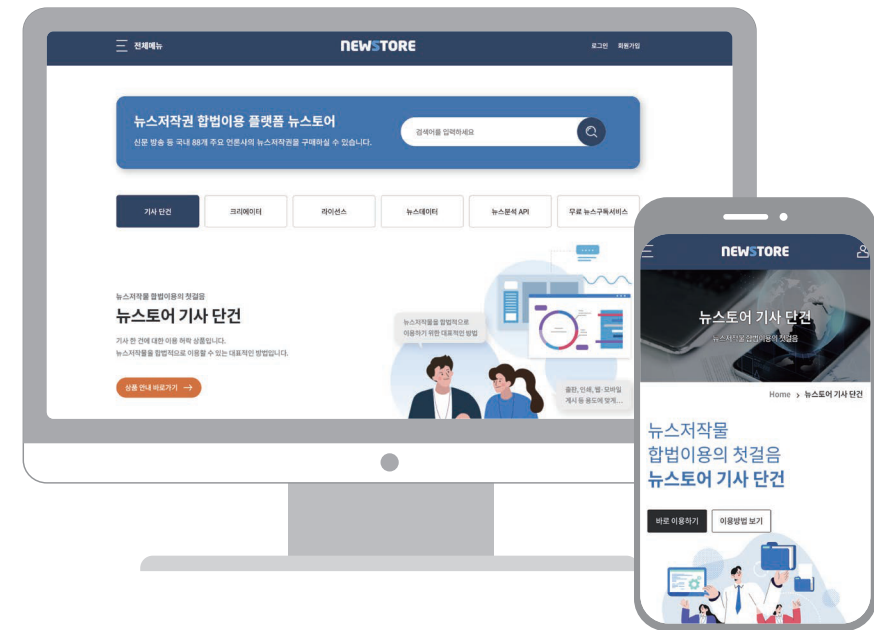 전체메뉴
NEWSTORE
로그인 회원가입
뉴스저작권 합법이용 플랫폼 뉴스토어
신문 방송 등 국내 88개 주요 언론사의 뉴스저작권을 구매하실 수 있습니다.
검색어를 입력하세요
기사 단건
크리에이터
라이선스
뉴스데이터
뉴스분석 API
무료 뉴스구독서비스
뉴스저작물 합법이용의 첫걸음
뉴스토어 기사 단건
기사 한 건에 대한 이용 허락 상품입니다.
뉴스저작물을 합법적으로 이용할 수 있는 대표적인 방법입니다.
상품 안내 바로가기 →
뉴스저작물을 합법적으로
이용하기 위한 대표적인 방법
출판, 인쇄, 웹·모바일
게시 등 용도에 맞게...
NEWSTORE
뉴스토어 기사 단건
뉴스저작물 합법이용의 첫걸음
Home > 뉴스토어 기사 단건
뉴스저작물
합법이용의 첫걸음
뉴스토어 기사 단건
바로 이용하기
이용방법 보기